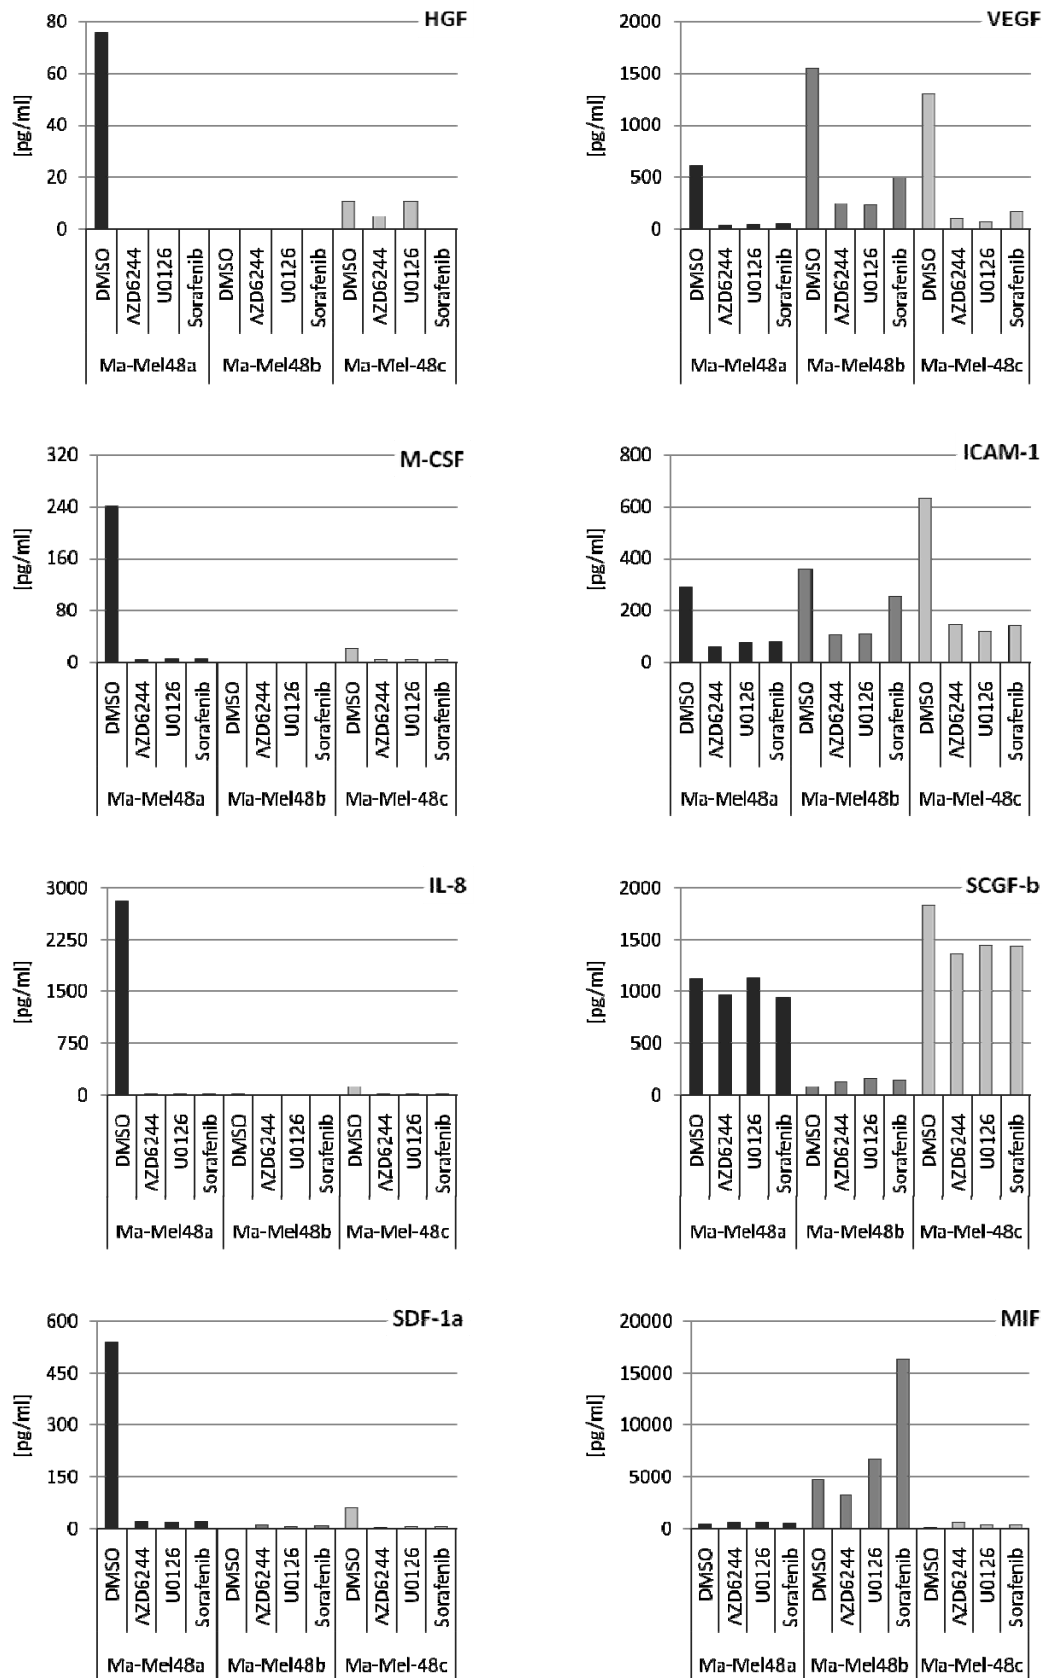 HGF
80
60
40
20
0
[pg/ml]
DMSO
AZD6244
U0126
Sorafenib
DMSO
AZD6244
U0126
Sorafenib
DMSO
AZD6244
U0126
Sorafenib
Ma-Mel48a
Ma-Mel48b
Ma-Mel-48c
VEGF
2000
1500
1000
500
0
[pg/ml]
DMSO
AZD6244
U0126
Sorafenib
DMSO
AZD6244
U0126
Sorafenib
DMSO
AZD6244
U0126
Sorafenib
Ma-Mel48a
Ma-Mel48b
Ma-Mel-48c
M-CSF
320
240
160
80
0
[pg/ml]
DMSO
AZD6244
U0126
Sorafenib
DMSO
AZD6244
U0126
Sorafenib
DMSO
AZD6244
U0126
Sorafenib
Ma-Mel48a
Ma-Mel48b
Ma-Mel-48c
ICAM-1
800
600
400
200
0
[pg/ml]
DMSO
AZD6244
U0126
Sorafenib
DMSO
AZD6244
U0126
Sorafenib
DMSO
AZD6244
U0126
Sorafenib
Ma-Mel48a
Ma-Mel48b
Ma-Mel-48c
IL-8
3000
2250
1500
750
0
[pg/ml]
DMSO
AZD6244
U0126
Sorafenib
DMSO
AZD6244
U0126
Sorafenib
DMSO
AZD6244
U0126
Sorafenib
Ma-Mel48a
Ma-Mel48b
Ma-Mel-48c
SCGF-b
2000
1500
1000
500
0
[pg/ml]
DMSO
AZD6244
U0126
Sorafenib
DMSO
AZD6244
U0126
Sorafenib
DMSO
AZD6244
U0126
Sorafenib
Ma-Mel48a
Ma-Mel48b
Ma-Mel-48c
SDF-1a
600
450
300
150
0
[pg/ml]
DMSO
AZD6244
U0126
Sorafenib
DMSO
AZD6244
U0126
Sorafenib
DMSO
AZD6244
U0126
Sorafenib
Ma-Mel48a
Ma-Mel48b
Ma-Mel-48c
MIF
20000
15000
10000
5000
0
[pg/ml]
DMSO
AZD6244
U0126
Sorafenib
DMSO
AZD6244
U0126
Sorafenib
DMSO
AZD6244
U0126
Sorafenib
Ma-Mel48a
Ma-Mel48b
Ma-Mel-48c